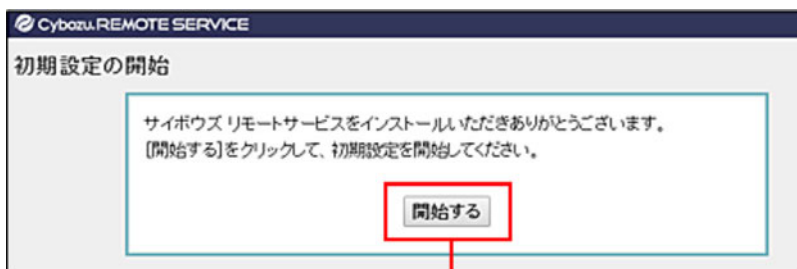 Cybozu.REMOTE SERVICE
初期設定の開始
サイボウズ リモートサービスをインストールいただきありがとうございます。
[開始する]をクリックして、初期設定を開始してください。
開始する